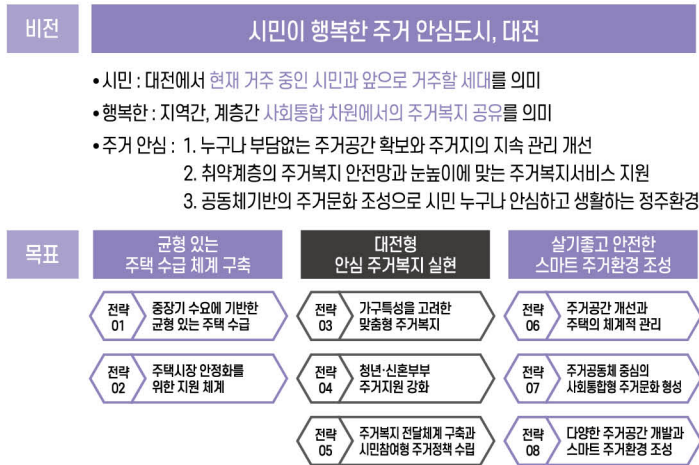 비전
시민이 행복한 주거 안심도시, 대전
•시민 : 대전에서 현재 거주 중인 시민과 앞으로 거주할 세대를 의미
•행복한 : 지역간, 계층간 사회통합 차원에서의 주거복지 공유를 의미
•주거 안심 : 1. 누구나 부담없는 주거공간 확보와 주거지의 지속 관리 개선
2. 취약계층의 주거복지 안전망과 눈높이에 맞는 주거복지서비스 지원
3. 공동체기반의 주거문화 조성으로 시민 누구나 안심하고 생활하는 정주환경
목표
균형 있는
주택 수급 체계 구축
전략
01
중장기 수요에 기반한
균형 있는 주택 수급
전략
02
주택시장 안정화를
위한 지원 체계
대전형
안심 주거복지 실현
전략
03
가구특성을 고려한
맞춤형 주거복지
전략
04
청년·신혼부부
주거지원 강화
전략
05
주거복지 전달체계 구축과
시민참여형 주거정책 수립
살기좋고 안전한
스마트 주거환경 조성
전략
06
주거공간 개선과
주택의 체계적 관리
전략
07
주거공동체 중심의
사회통합형 주거문화 형성
전략
08
다양한 주거공간 개발과
스마트 주거환경 조성